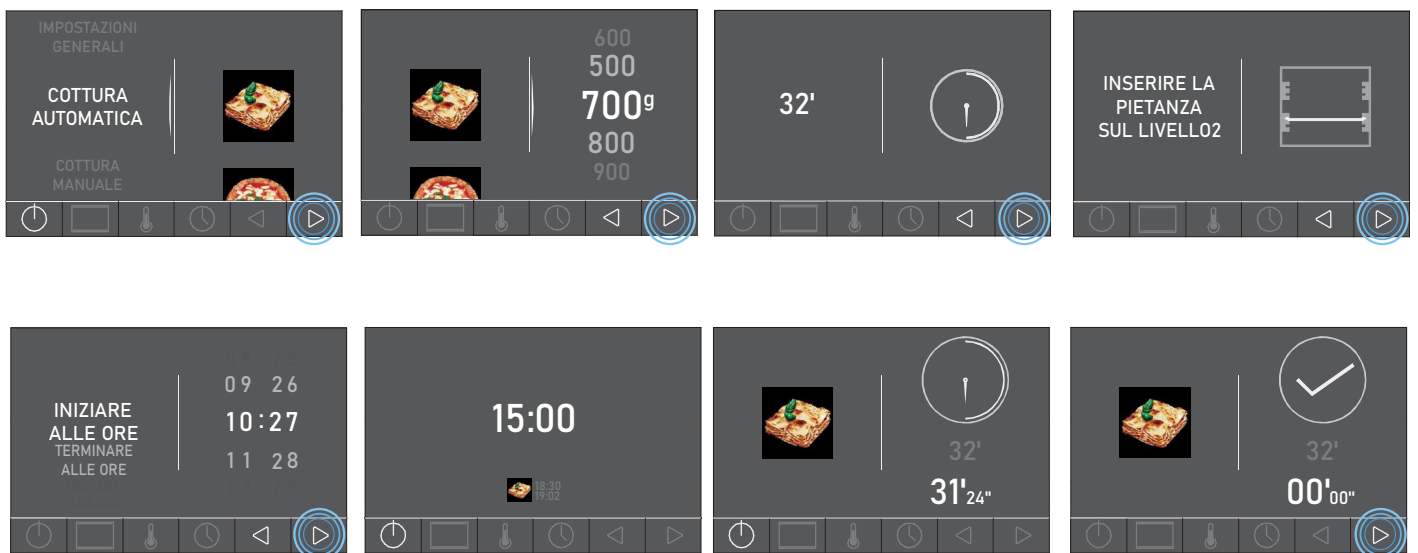 IMPOSTAZIONI
GENERALI
COTTURA
AUTOMATICA
COTTURA
MANUALE
600
500
700g
800
900
32'
INSERIRE LA
PIETANZA
SUL LIVELLO2
INIZIARE
ALLE ORE
TERMINARE
ALLE ORE
09 26
10:27
11 28
15:00
18:30
19:02
32'
31'24"
32'
00'00"